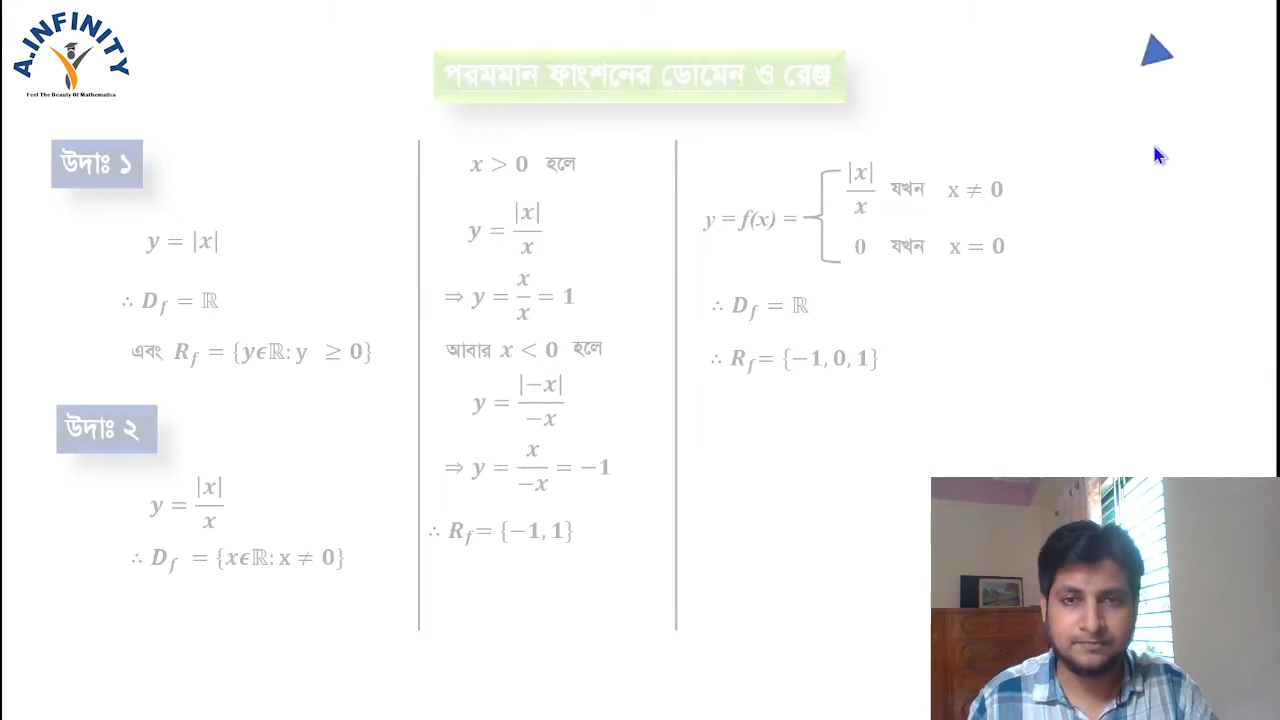 A.INFINITY
Feel The Beauty Of Mathematics
পরমমান ফাংশনের ডোমেন ও রেঞ্জ
উদাঃ ১
y = |x|
∴ D_f = ℝ
এবং R_f = {yϵℝ: y ≥ 0}
উদাঃ ২
y = |x|/x
∴ D_f = {xϵℝ: x ≠ 0}
x > 0 হলে
y = |x|/x
⇒ y = x/x = 1
আবার x < 0 হলে
y = |−x|/−x
⇒ y = x/−x = −1
∴ R_f = {−1, 1}
y = f(x) = { |x|/x যখন x ≠ 0
0 যখন x = 0
∴ D_f = ℝ
∴ R_f = {−1, 0, 1}